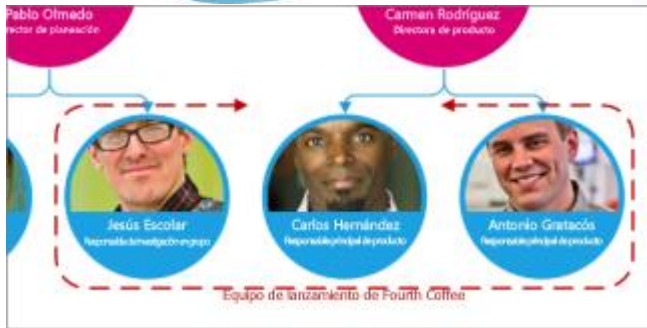 Pablo Olmedo
rector de planeación
Carmen Rodríguez
Directora de producto
Jesús Escolar
Responsable de investigación en grupo
Carlos Hernández
Responsable principal de producto
Antonio Gratacós
Responsable principal de producto
Equipo de lanzamiento de Fourth Coffee